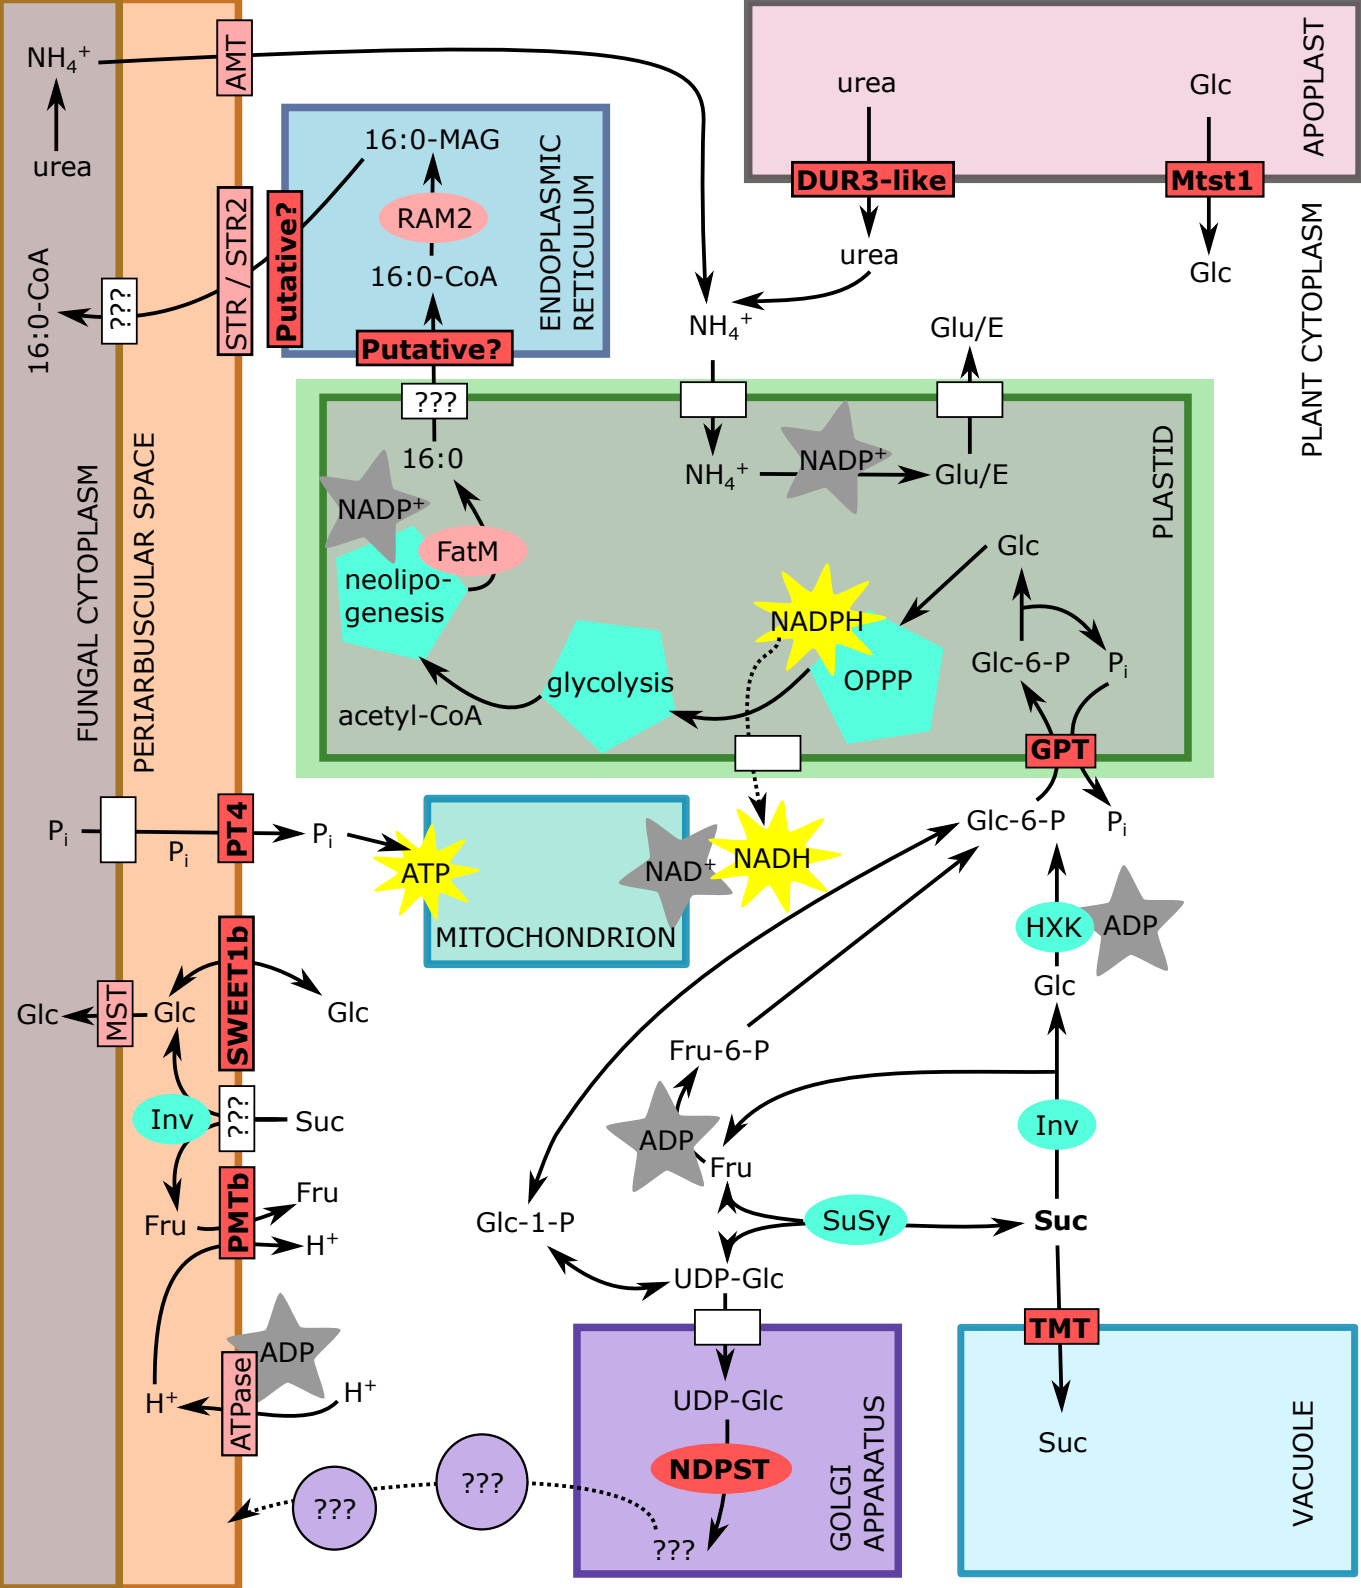 NH₄⁺
urea
AMT
16:0-CoA
???
STR / STR2
Putative?
16:0-MAG
RAM2
16:0-CoA
Putative?
ENDOPLASMIC
RETICULUM
urea
DUR3-like
urea
Glc
Mtst1
Glc
APOPLAST
PLANT CYTOPLASM
NH₄⁺
Glu/E
???
16:0
NADP⁺
FatM
neolipo-
genesis
NH₄⁺
NADP⁺
Glu/E
PLASTID
Glc
NADPH
OPPP
glycolysis
acetyl-CoA
Glc-6-P
Pᵢ
GPT
FUNGAL CYTOPLASM
PERIARBUSCULAR SPACE
Pᵢ
Pᵢ
PT4
Pᵢ
ATP
MITOCHONDRION
NAD⁺
NADH
Glc-6-P
Pᵢ
HXK
ADP
Glc
Glc
MST
Glc
SWEET1b
Glc
Inv
???
Suc
Fru
PMTb
Fru
H⁺
Fru-6-P
ADP
Fru
Inv
Glc-1-P
SuSy
Suc
UDP-Glc
H⁺
ATPase
ADP
H⁺
TMT
Suc
VACUOLE
UDP-Glc
NDPST
???
GOLGI
APPARATUS
???
???